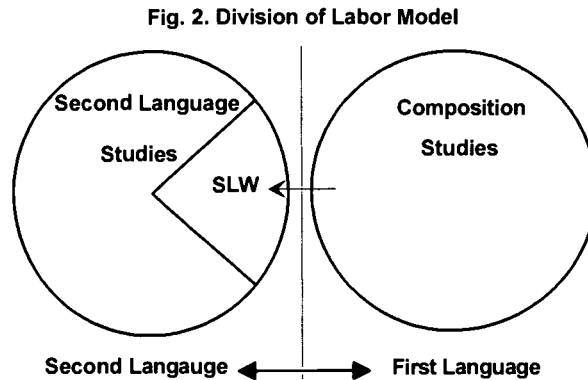 Fig. 2. Division of Labor Model
Second Language
Studies
SLW
Composition
Studies
Second Langauge
First Language